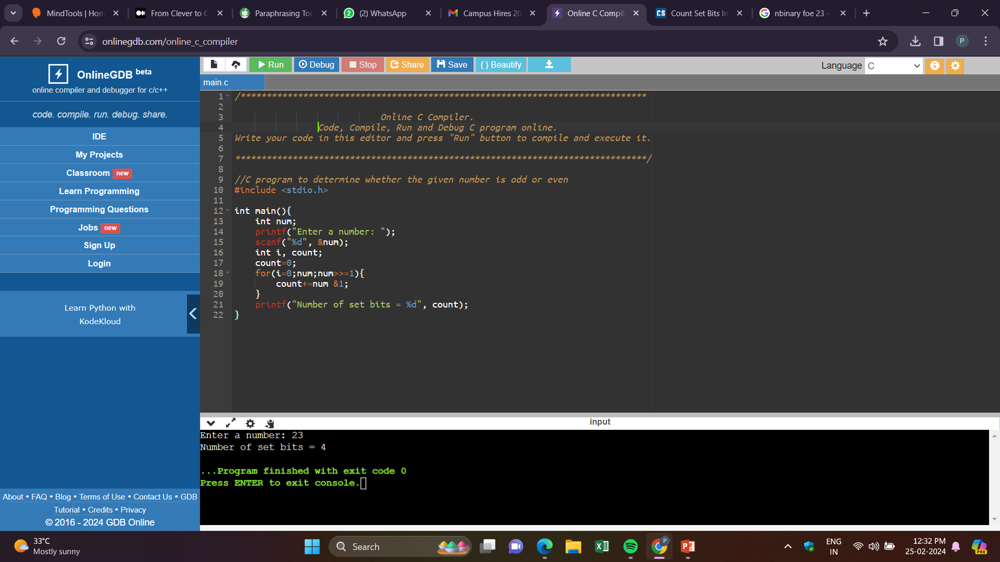 MindTools | Hom
From Clever to C
Paraphrasing Too
(2) WhatsApp
Campus Hires 20
Online C Compil
CS Count Set Bits In
nbinary foe 23 -
onlinegdb.com/online_c_compiler
P
OnlineGDB beta
online compiler and debugger for c/c++
code. compile. run. debug. share.
IDE
My Projects
Classroom new
Learn Programming
Programming Questions
Jobs new
Sign Up
Login
Learn Python with
KodeKloud
About • FAQ • Blog • Terms of Use • Contact Us • GDB
Tutorial • Credits • Privacy
© 2016 - 2024 GDB Online
Run Debug Stop Share Save { } Beautify
Language C
main.c
1 /******************************************************************************
2
3 Online C Compiler.
4 Code, Compile, Run and Debug C program online.
5 Write your code in this editor and press "Run" button to compile and execute it.
6
7 *******************************************************************************/
8
9 //C program to determine whether the given number is odd or even
10 #include <stdio.h>
11
12 int main(){
13 int num;
14 printf("Enter a number: ");
15 scanf("%d", &num);
16 int i, count;
17 count=0;
18 for(i=0;num;num>>=1){
19 count+=num &1;
20 }
21 printf("Number of set bits = %d", count);
22 }
input
Enter a number: 23
Number of set bits = 4
...Program finished with exit code 0
Press ENTER to exit console.
33°C
Mostly sunny
Search
P
ENG
IN
12:32 PM
25-02-2024
PRE